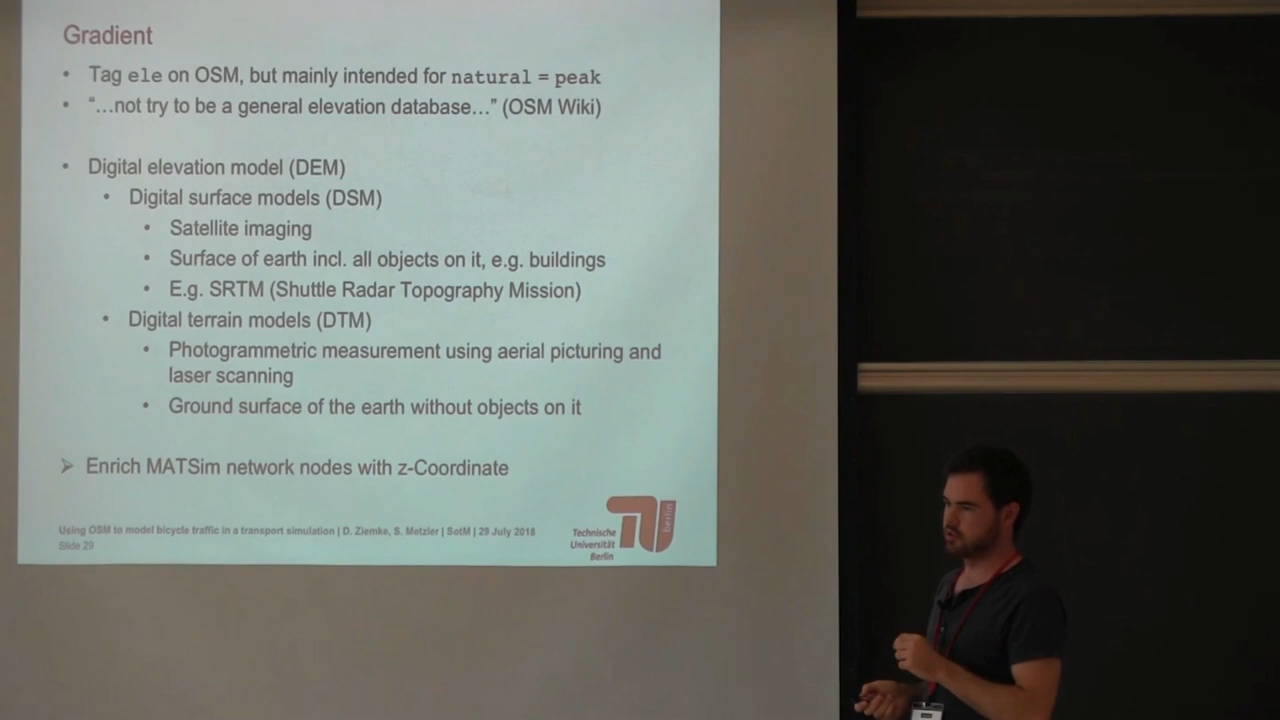 Gradient
• Tag ele on OSM, but mainly intended for natural = peak
• “…not try to be a general elevation database…” (OSM Wiki)
• Digital elevation model (DEM)
• Digital surface models (DSM)
• Satellite imaging
• Surface of earth incl. all objects on it, e.g. buildings
• E.g. SRTM (Shuttle Radar Topography Mission)
• Digital terrain models (DTM)
• Photogrammetric measurement using aerial picturing and
laser scanning
• Ground surface of the earth without objects on it
➢ Enrich MATSim network nodes with z-Coordinate
Using OSM to model bicycle traffic in a transport simulation | D. Ziemke, S. Metzler | SotM | 29 July 2018
Slide 29
Technische
Universität
Berlin
berlin